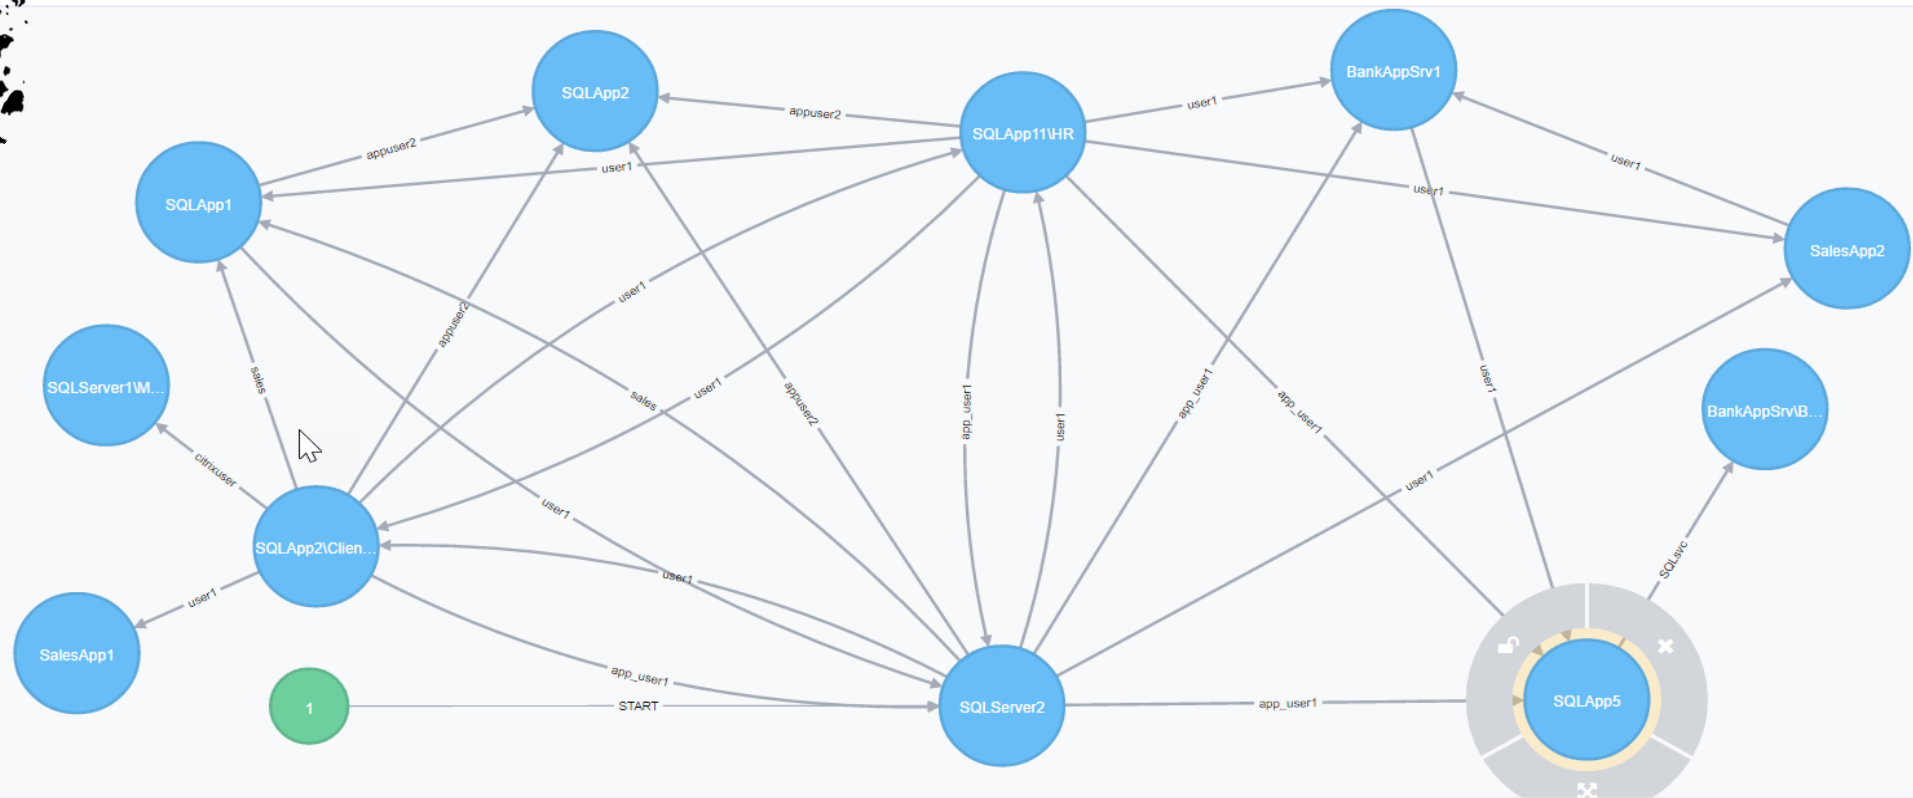 BankAppSrv1
SQLApp2
appuser2
user1
SQLApp11\HR
appuser2
user1
user1
user1
SQLApp1
SalesApp2
user1
appuser2
sales
SQLServer1\M...
user1
sales
appuser2
app_user1
user1
app_user1
app_user1
user1
BankAppSrv\B...
citrixuser
user1
user1
SQLApp2\Clien...
SQLsvc
user1
user1
SalesApp1
app_user1
1
START
SQLServer2
app_user1
SQLApp5